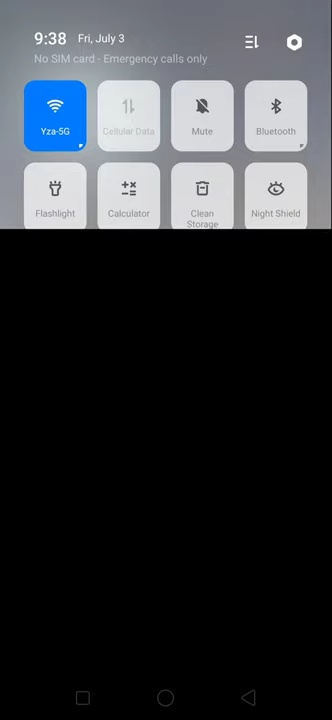 9:38 Fri, July 3
No SIM card - Emergency calls only
Yza-5G Cellular Data Mute Bluetooth
Flashlight Calculator Clean Storage Night Shield